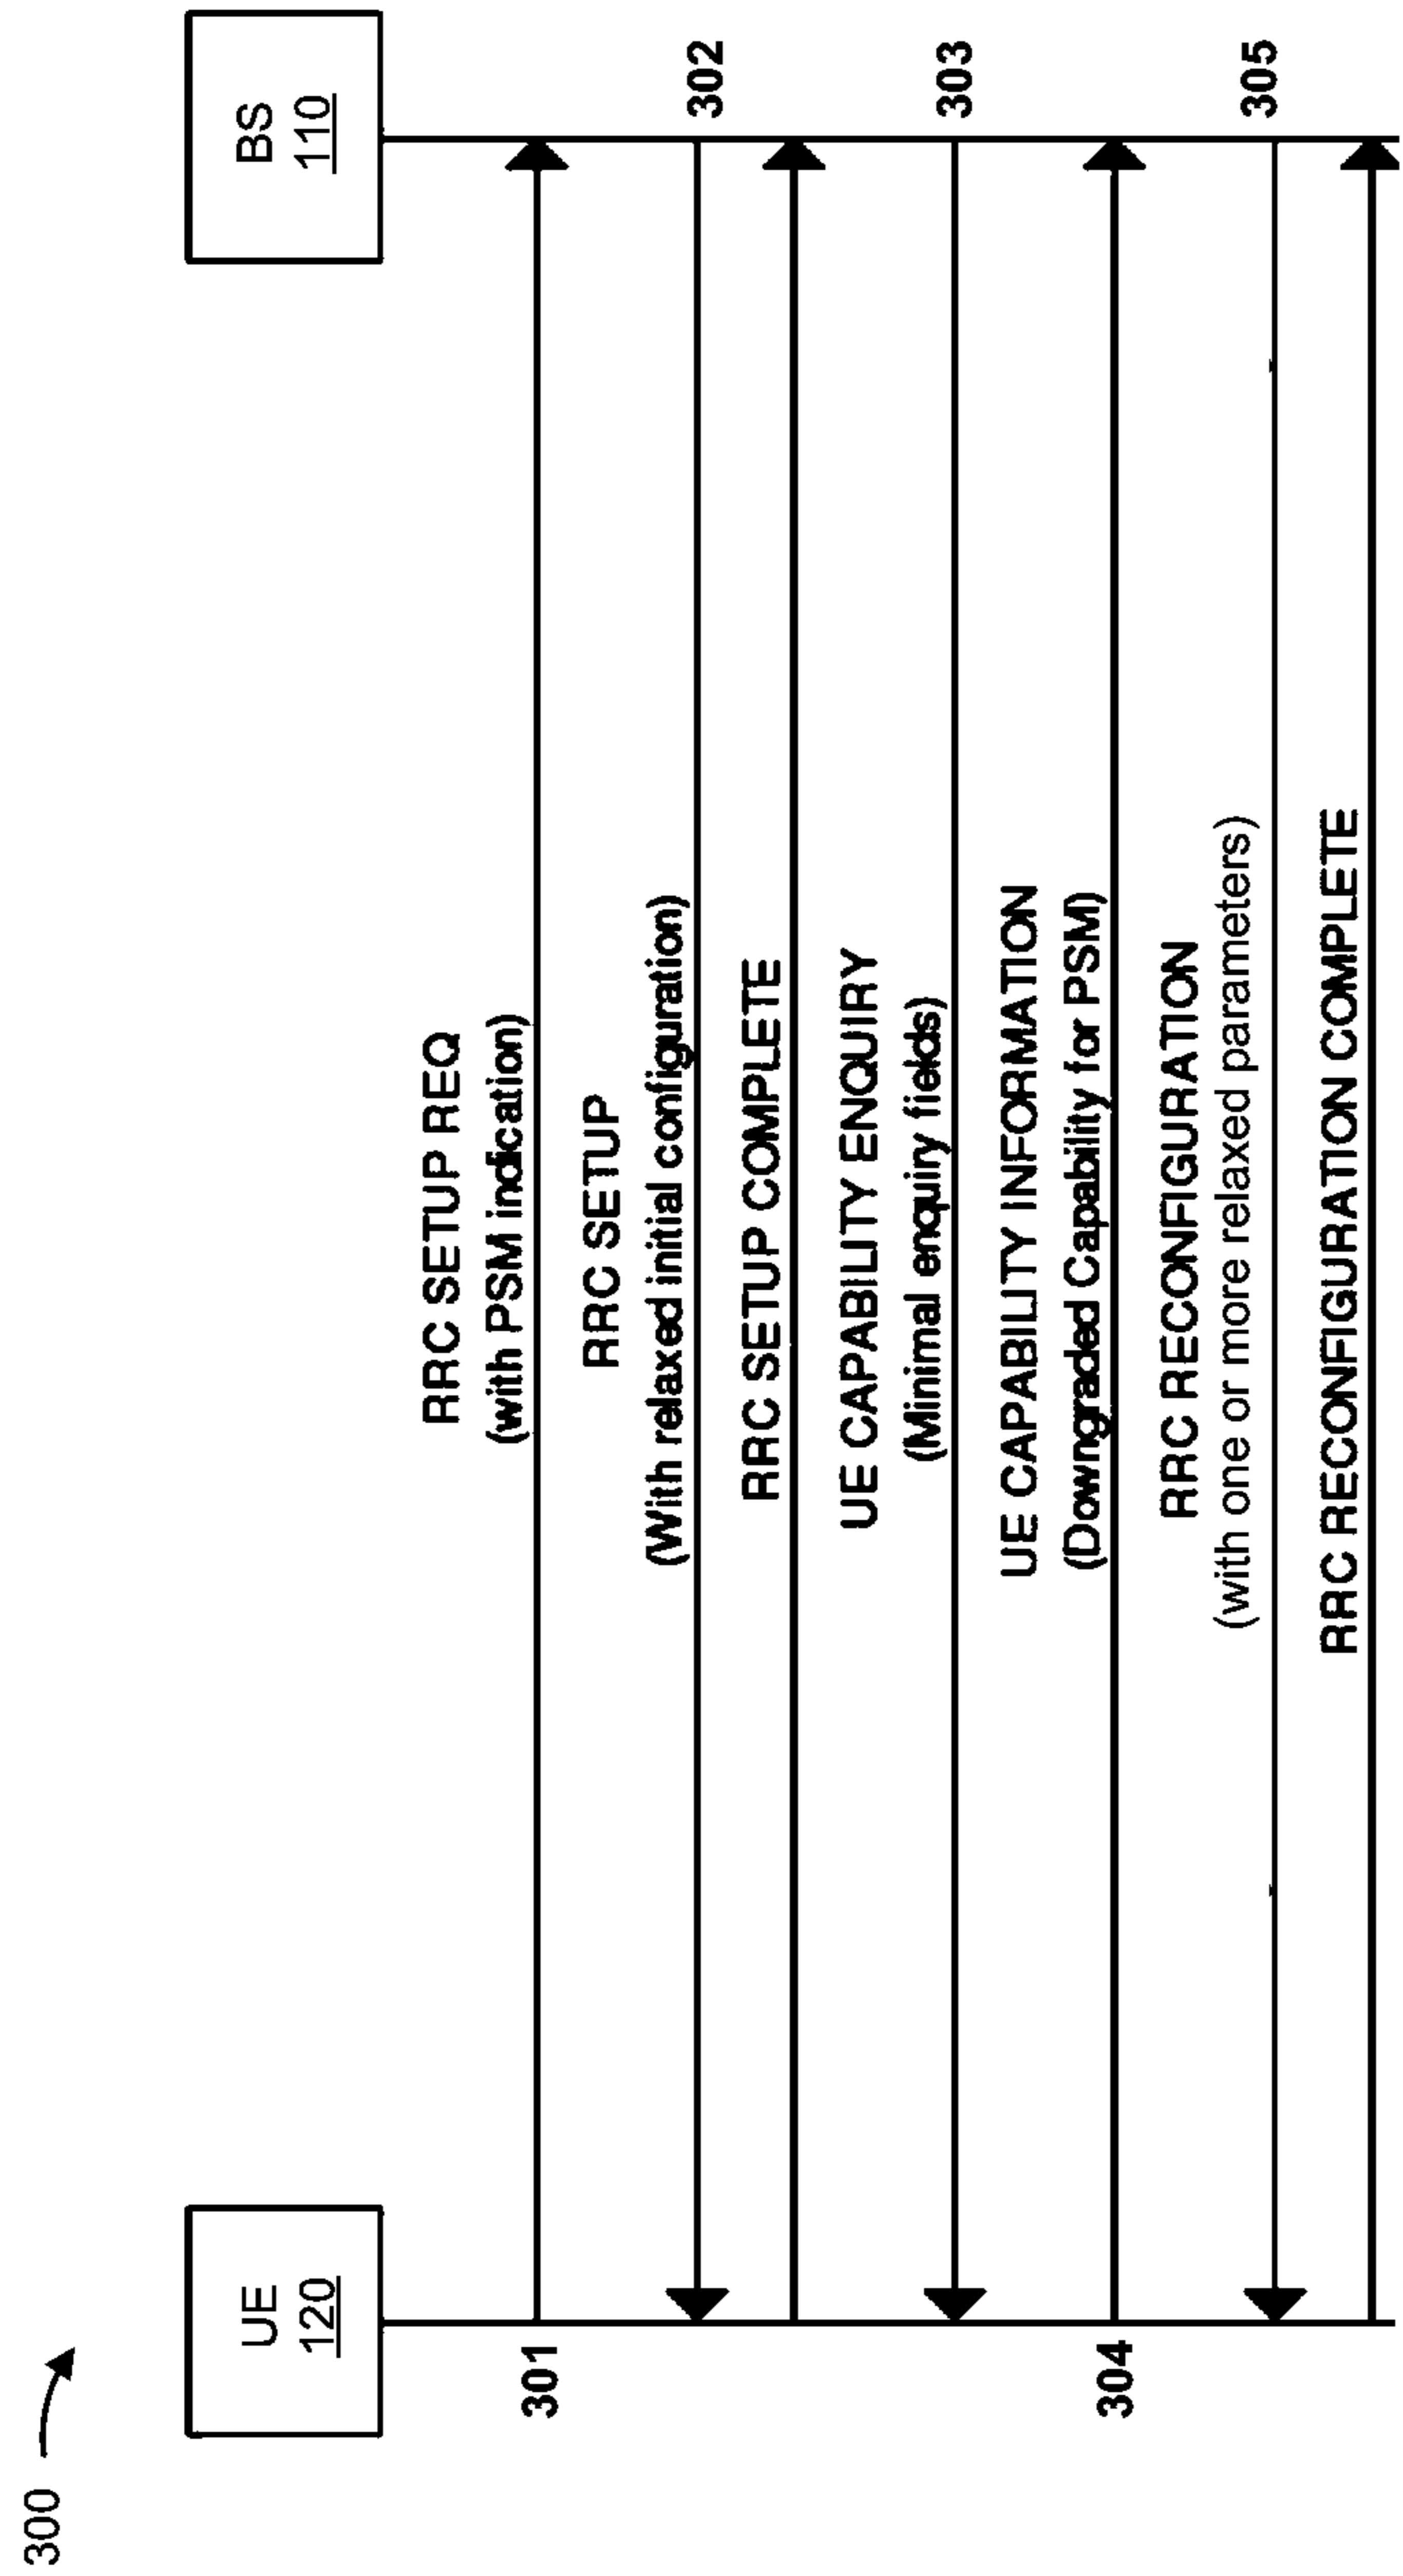 300
UE
120
BS
110
RRC SETUP REQ
(with PSM indication)
301
RRC SETUP
(With relaxed initial configuration)
302
RRC SETUP COMPLETE
UE CAPABILITY ENQUIRY
(Minimal enquiry fields)
303
UE CAPABILITY INFORMATION
(Downgraded Capability for PSM)
304
RRC RECONFIGURATION
(with one or more relaxed parameters)
305
RRC RECONFIGURATION COMPLETE